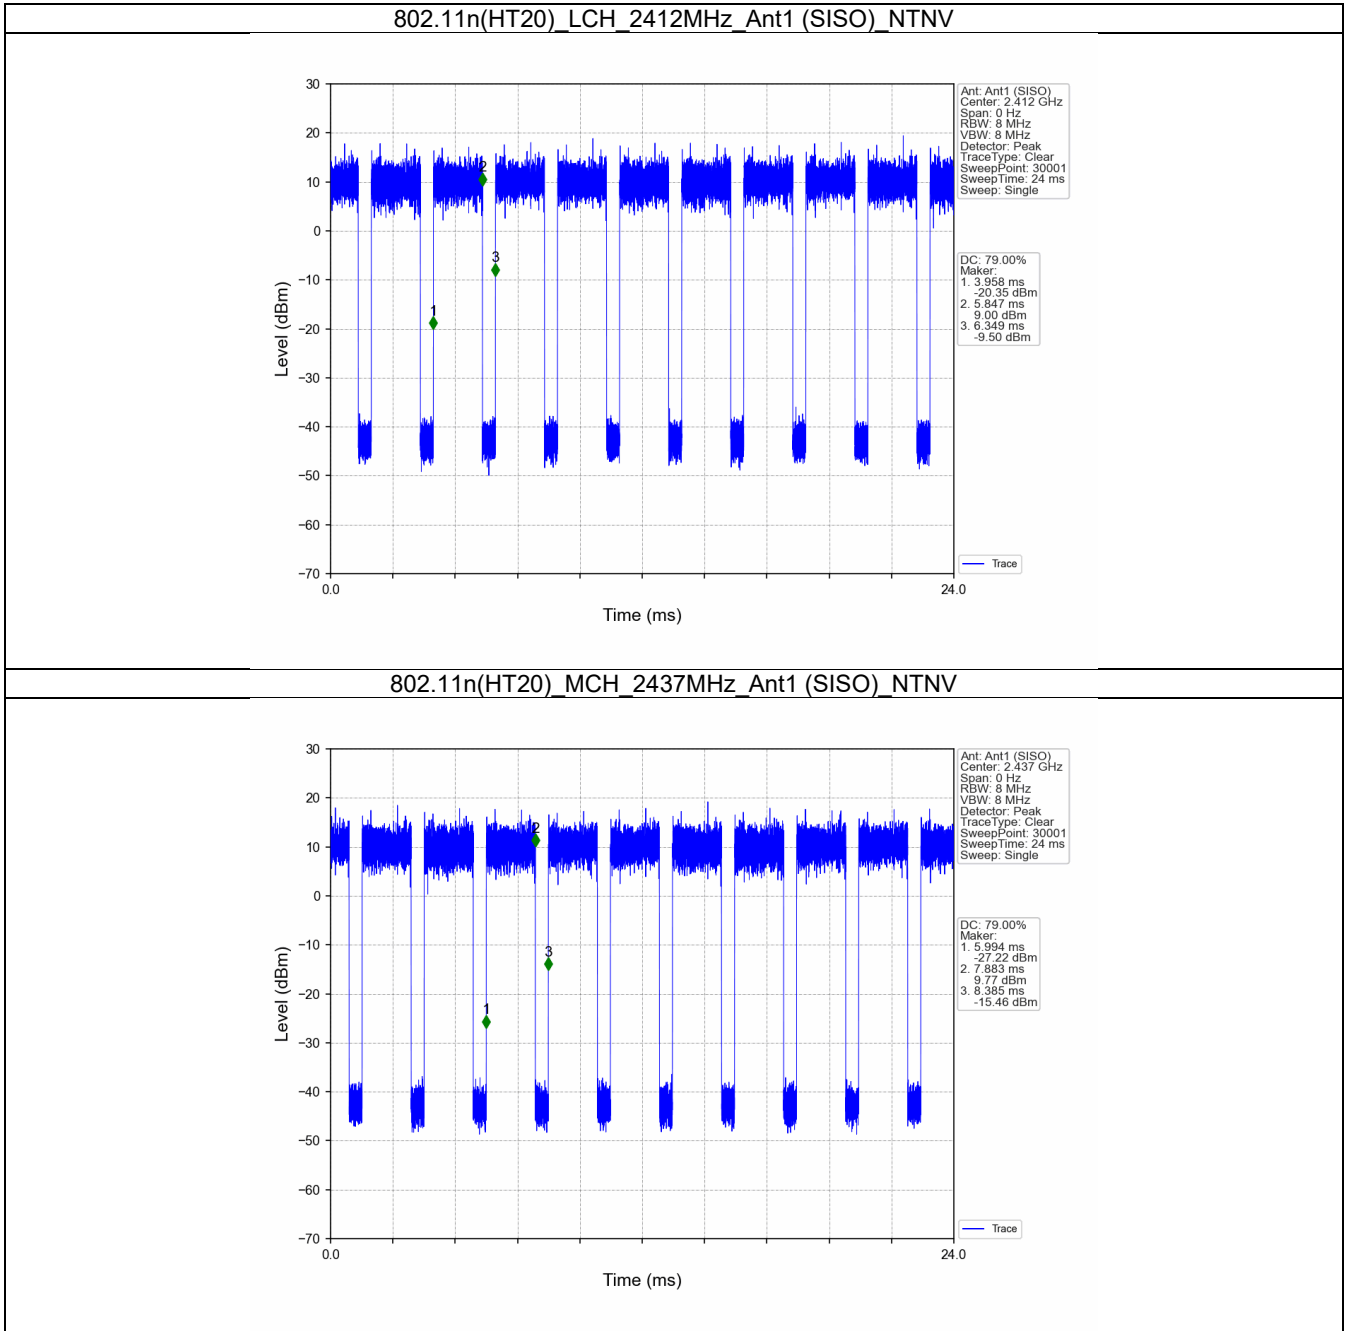 802.11n(HT20)_LCH_2412MHz_Ant1 (SISO)_NTNV
30
20
10
0
−10
−20
−30
−40
−50
−60
−70
Level (dBm)
0.0
24.0
Time (ms)
1
2
3
Ant: Ant1 (SISO)
Center: 2.412 GHz
Span: 0 Hz
RBW: 8 MHz
VBW: 8 MHz
Detector: Peak
TraceType: Clear
SweepPoint: 30001
SweepTime: 24 ms
Sweep: Single
DC: 79.00%
Maker:
1. 3.958 ms
-20.35 dBm
2. 5.847 ms
9.00 dBm
3. 6.349 ms
-9.50 dBm
Trace
802.11n(HT20)_MCH_2437MHz_Ant1 (SISO)_NTNV
30
20
10
0
−10
−20
−30
−40
−50
−60
−70
Level (dBm)
0.0
24.0
Time (ms)
1
2
3
Ant: Ant1 (SISO)
Center: 2.437 GHz
Span: 0 Hz
RBW: 8 MHz
VBW: 8 MHz
Detector: Peak
TraceType: Clear
SweepPoint: 30001
SweepTime: 24 ms
Sweep: Single
DC: 79.00%
Maker:
1. 5.994 ms
-27.22 dBm
2. 7.883 ms
9.77 dBm
3. 8.385 ms
-15.46 dBm
Trace